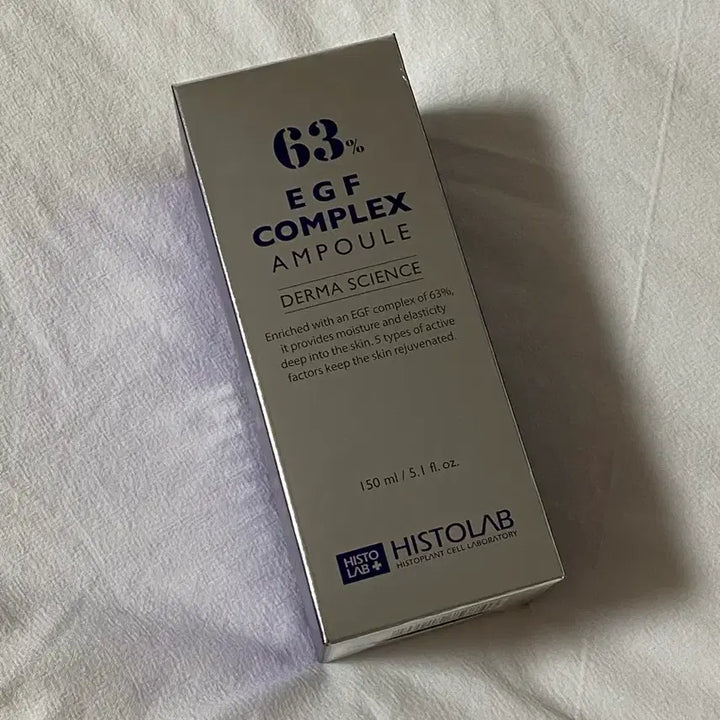 63%
EGF
COMPLEX
AMPOULE
DERMA SCIENCE
Enriched with an EGF complex of 63%,
it provides moisture and elasticity
deep into the skin. 5 types of active
factors keep the skin rejuvenated.
150 ml / 5.1 fl. oz.
HISTO
LAB+
HISTOLAB
HISTOPLANT CELL LABORATORY